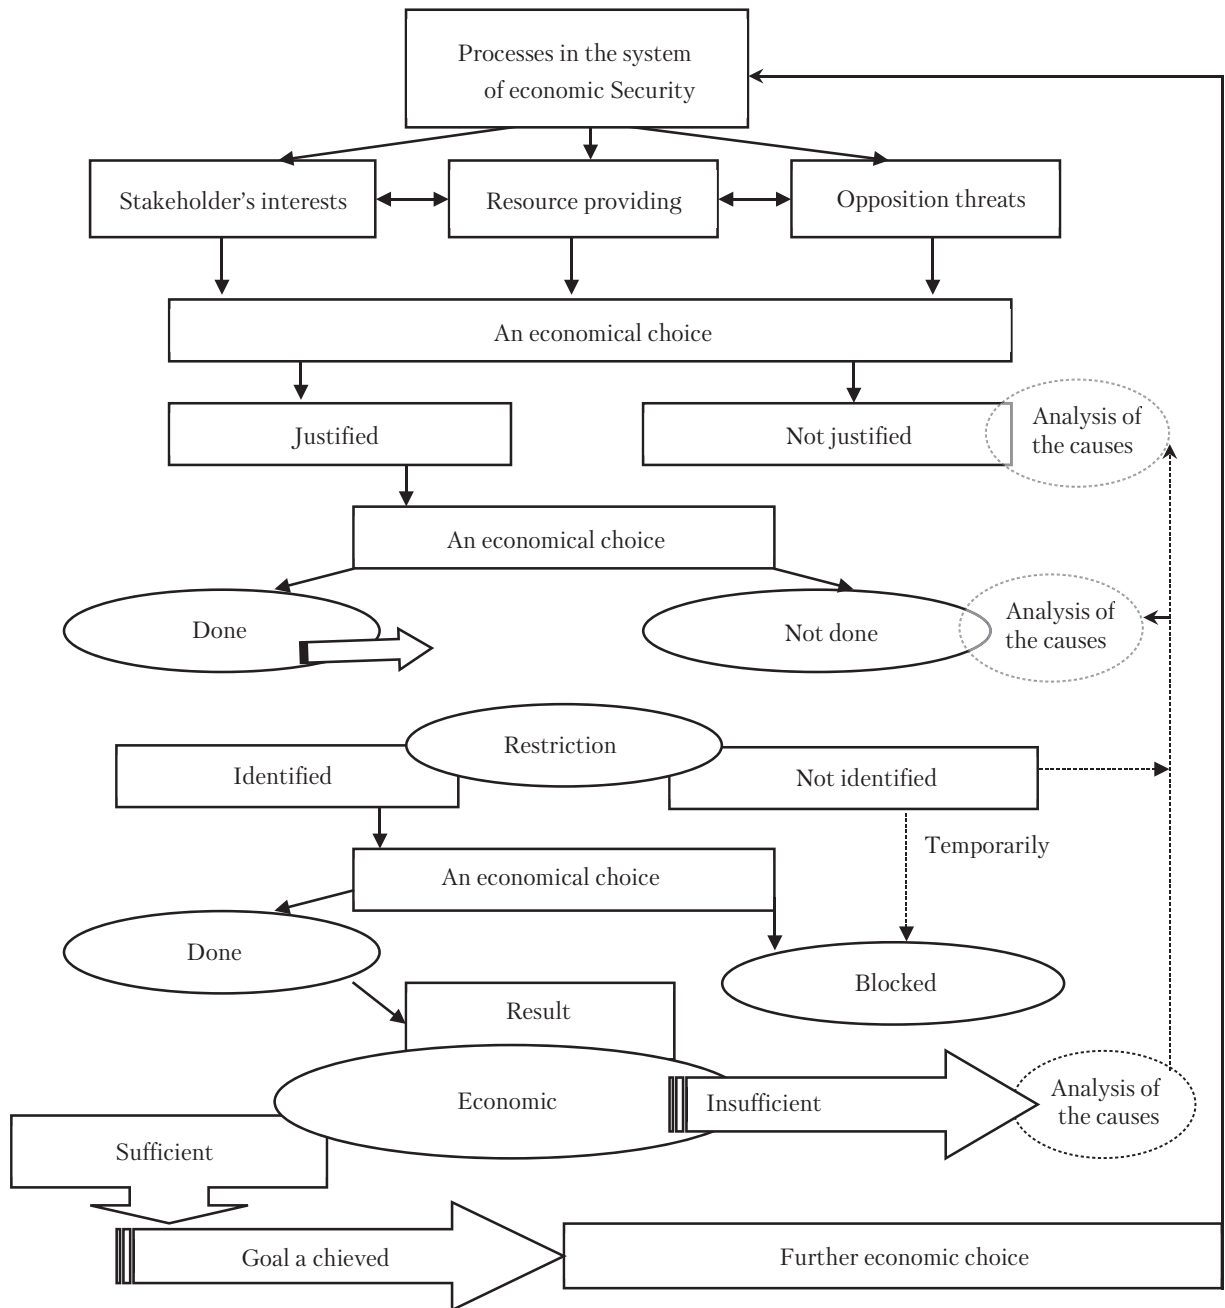 Processes in the system
of economic Security
Stakeholder's interests
Resource providing
Opposition threats
An economical choice
Justified
Not justified
Analysis of
the causes
An economical choice
Done
Not done
Analysis of
the causes
Restriction
Identified
Not identified
Temporarily
An economical choice
Done
Blocked
Result
Economic
Insufficient
Analysis of
the causes
Sufficient
Goal a chieved
Further economic choice